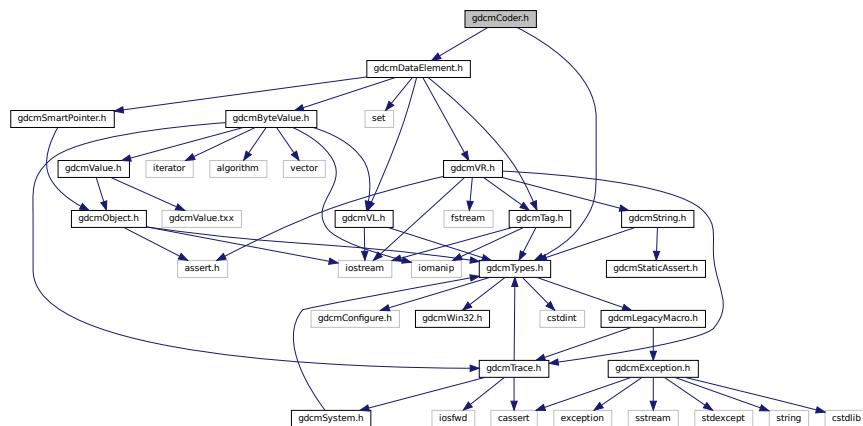 gdcmCoder.h
gdcmDataElement.h
gdcmSmartPointer.h
gdcmByteValue.h
set
gdcmValue.h
iterator
algorithm
vector
gdcmVR.h
gdcmObject.h
gdcmValue.txx
gdcmVL.h
fstream
gdcmTag.h
gdcmString.h
assert.h
iostream
iomanip
gdcmTypes.h
gdcmStaticAssert.h
gdcmConfigure.h
gdcmWin32.h
cstdint
gdcmLegacyMacro.h
gdcmTrace.h
gdcmException.h
gdcmSystem.h
iosfwd
cassert
exception
sstream
stdexcept
string
cstdlib